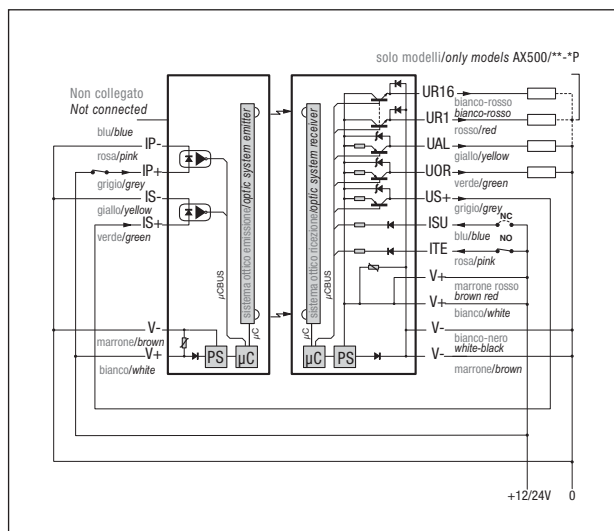 solo modelli/only models AX500/**-*P
Non collegato
Not connected
blu/blue
IP-
rosa/pink
IP+
grigio/grey
IS-
giallo/yellow
IS+
verde/green
V-
marrone/brown
V+
bianco/white
µCBUS
sistema ottico emissione/optic system emitter
µC
PS
µC
sistema ottico ricezione/optic system receiver
µCBUS
µC
µC
PS
UR16
bianco-rosso
bianco-rosso
UR1
rosso/red
UAL
giallo/yellow
UOR
verde/green
US+
grigio/grey
ISU
NC
blu/blue
NO
ITE
rosa/pink
V+
marrone rosso
brown red
V+
bianco/white
V-
bianco-nero
white-black
V-
marrone/brown
+12/24V
0